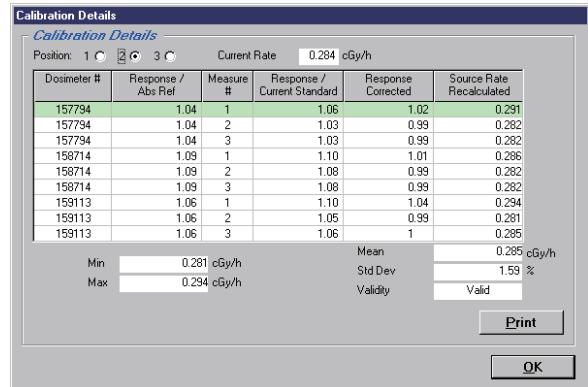 Calibration Details
Calibration Details
Position: 1 2 3 Current Rate 0.284 cGy/h
Dosimeter # Response / Abs Ref Measure # Response / Current Standard Response Corrected Source Rate Recalculated
157794 1.04 1 1.06 1.02 0.291
157794 1.04 2 1.03 0.99 0.282
157794 1.04 3 1.03 0.99 0.282
158714 1.09 1 1.10 1.01 0.286
158714 1.09 2 1.08 0.99 0.282
158714 1.09 3 1.08 0.99 0.282
159113 1.06 1 1.10 1.04 0.294
159113 1.06 2 1.05 0.99 0.281
159113 1.06 3 1.06 1 0.285
Min 0.281 cGy/h
Max 0.294 cGy/h
Mean 0.285 cGy/h
Std Dev 1.59 %
Validity Valid
Print
OK